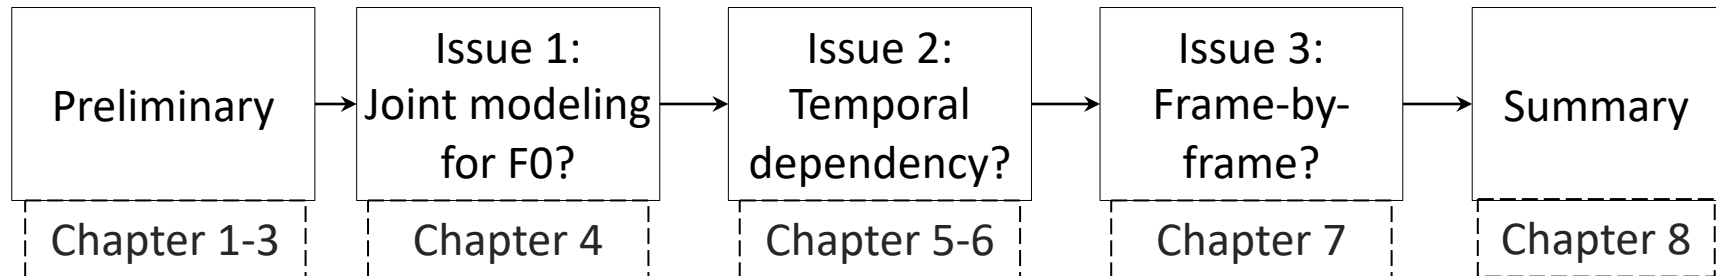 Preliminary
Issue 1:
Joint modeling
for F0?
Issue 2:
Temporal
dependency?
Issue 3:
Frame-by-
frame?
Summary
Chapter 1-3
Chapter 4
Chapter 5-6
Chapter 7
Chapter 8